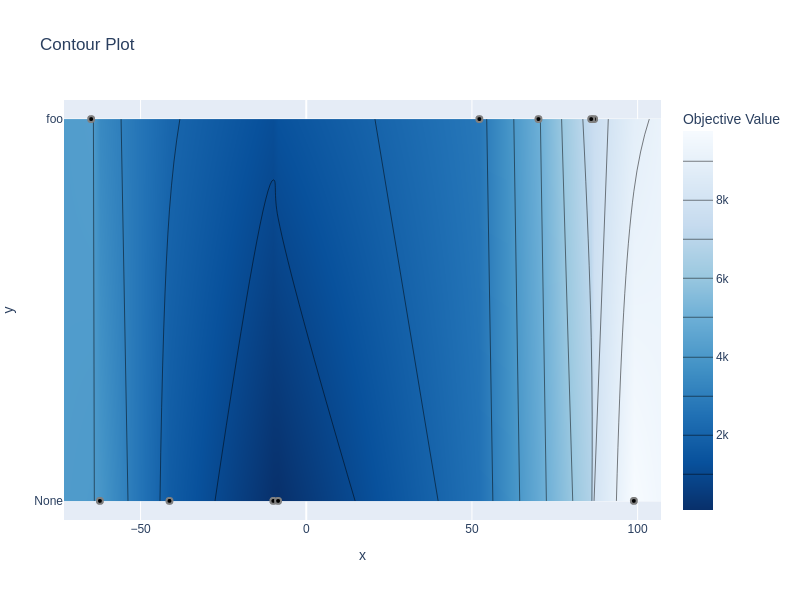 Contour Plot
foo
None
y
−50
0
50
100
x
Objective Value
8k
6k
4k
2k